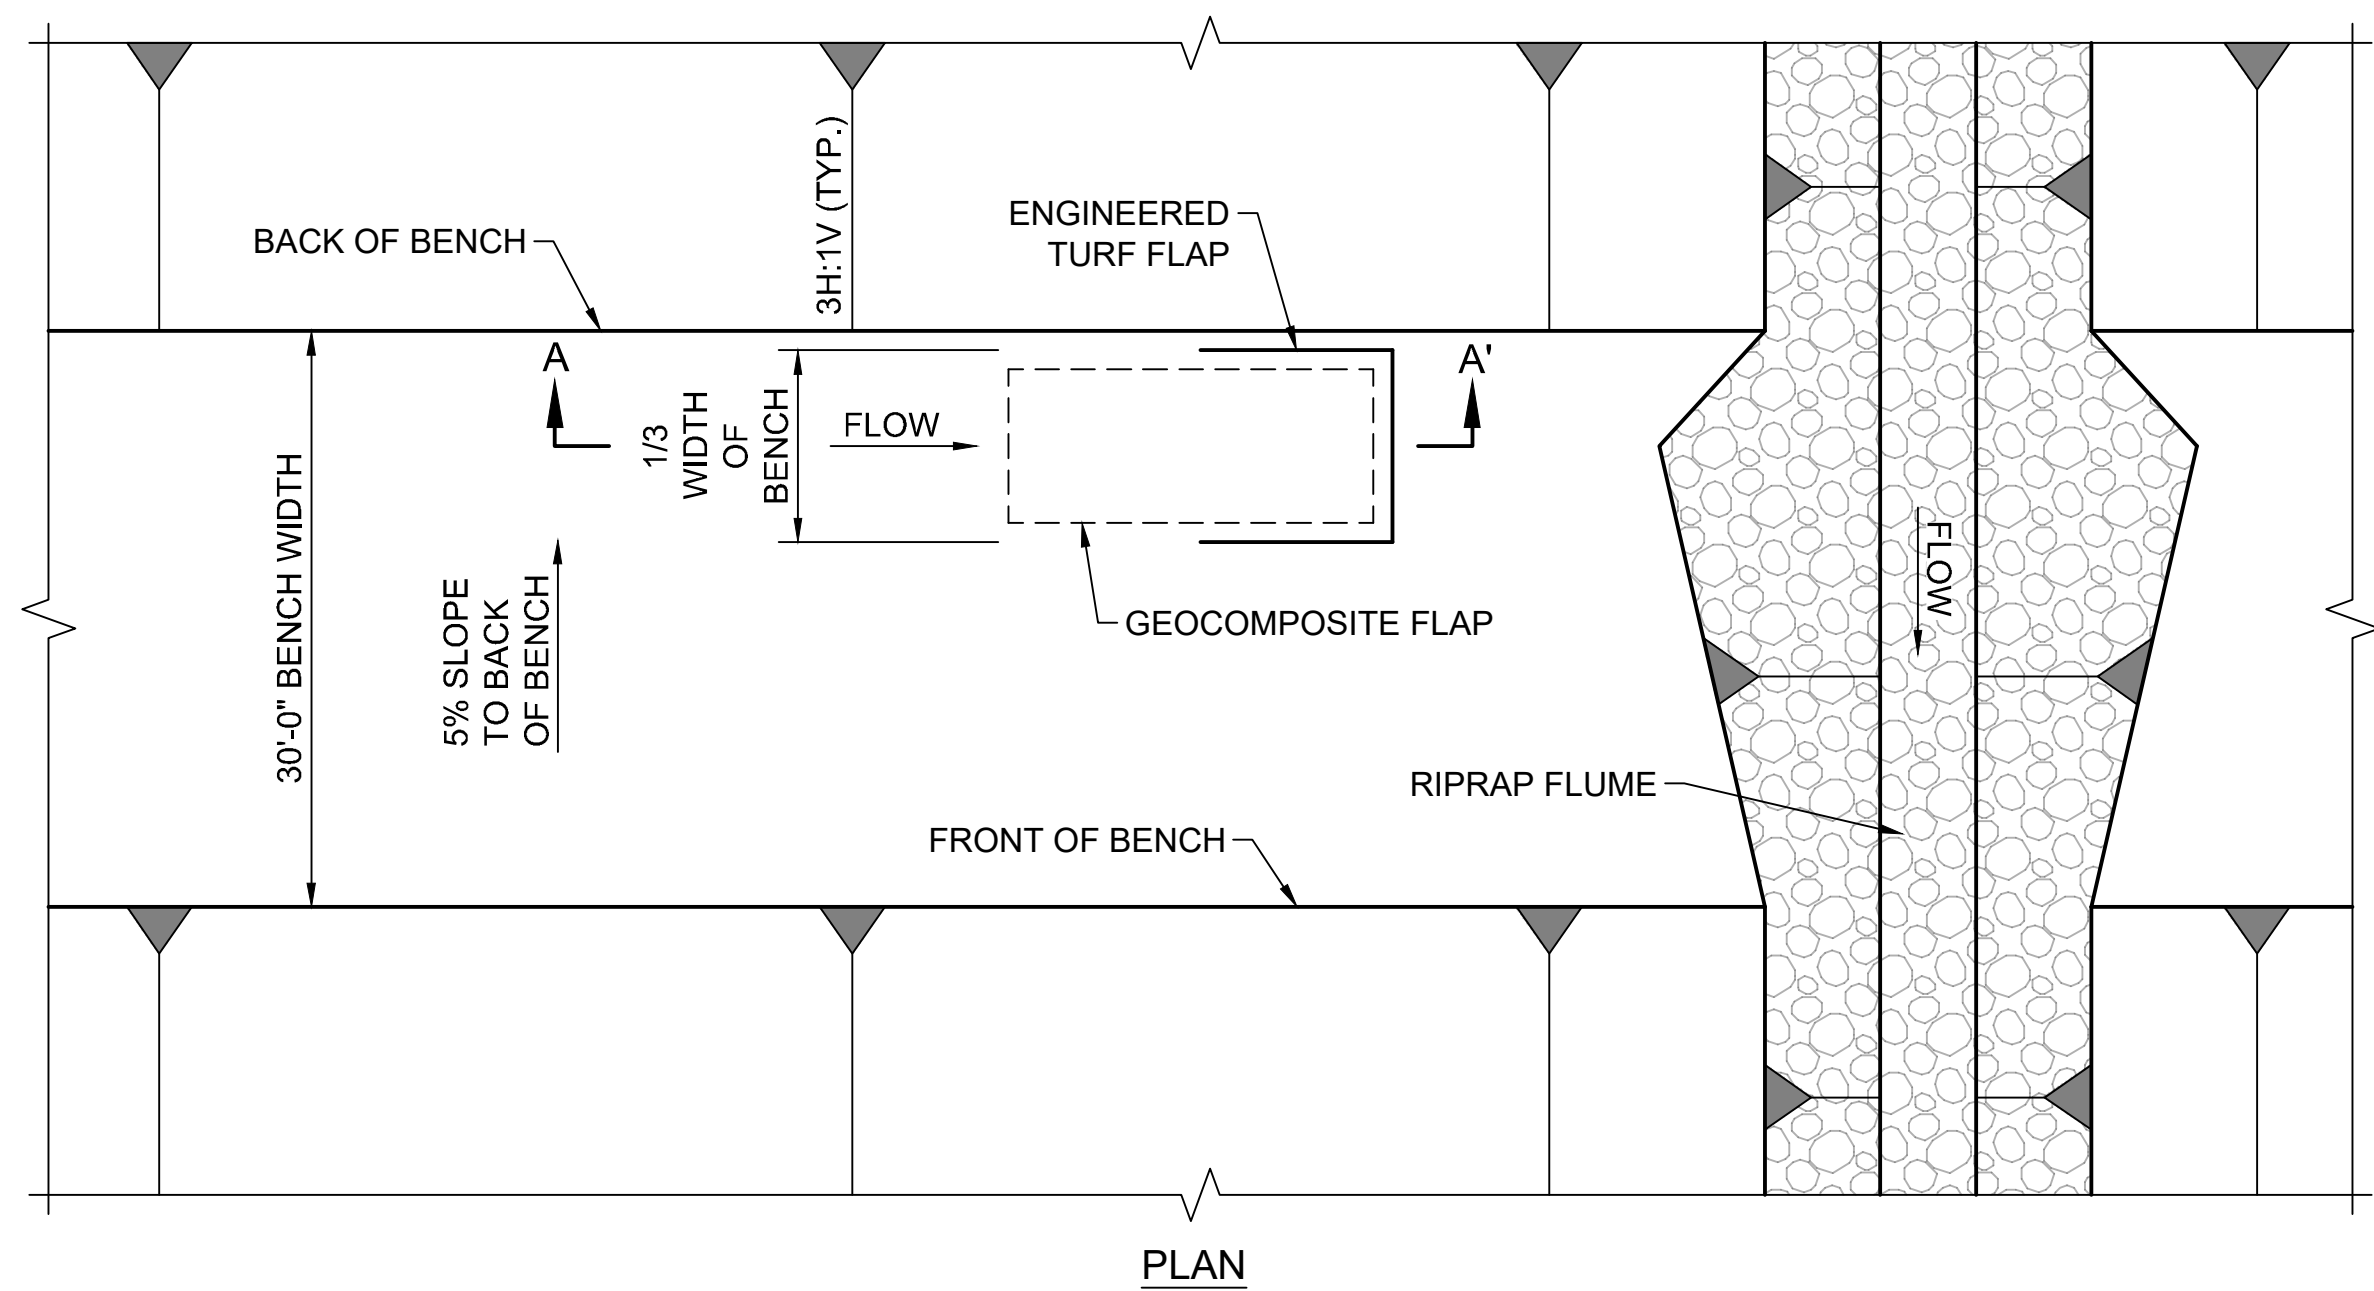 3H:1V (TYP.)
ENGINEERED
TURF FLAP
BACK OF BENCH
A
A'
1/3
WIDTH
OF
BENCH
FLOW
30'-0" BENCH WIDTH
5% SLOPE
TO BACK
OF BENCH
GEOCOMPOSITE FLAP
FLOW
RIPRAP FLUME
FRONT OF BENCH
PLAN